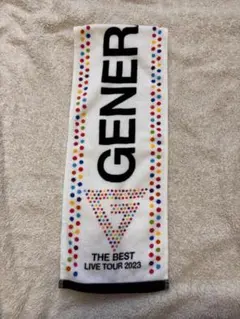 GENER
THE BEST
LIVE TOUR 2023